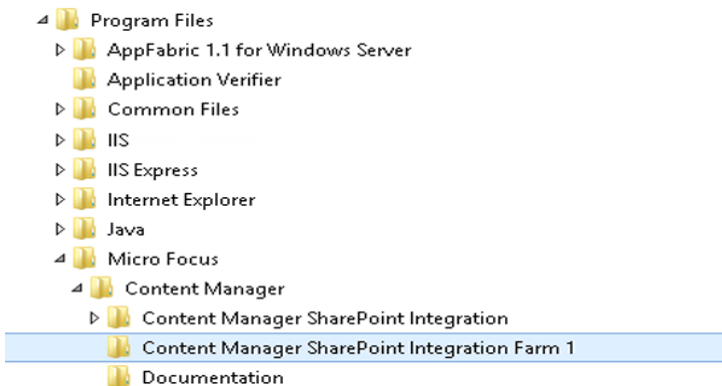 Program Files
AppFabric 1.1 for Windows Server
Application Verifier
Common Files
IIS
IIS Express
Internet Explorer
Java
Micro Focus
Content Manager
Content Manager SharePoint Integration
Content Manager SharePoint Integration Farm 1
Documentation